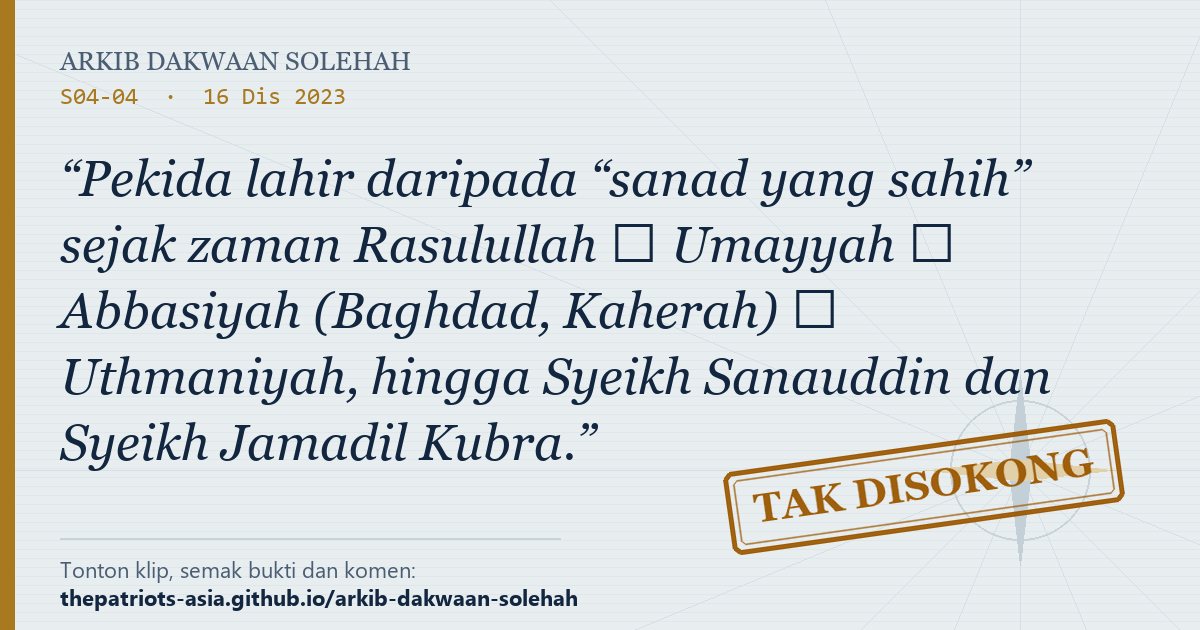 ARKIB DAKWAAN SOLEHAH
S04-04 · 16 Dis 2023
“Pekida lahir daripada “sanad yang sahih”
sejak zaman Rasulullah □ Umayyah □
Abbasiyah (Baghdad, Kaherah) □
Uthmaniyah, hingga Syeikh Sanauddin dan
Syeikh Jamadil Kubra.”
TAK DISOKONG
Tonton klip, semak bukti dan komen:
thepatriots-asia.github.io/arkib-dakwaan-solehah